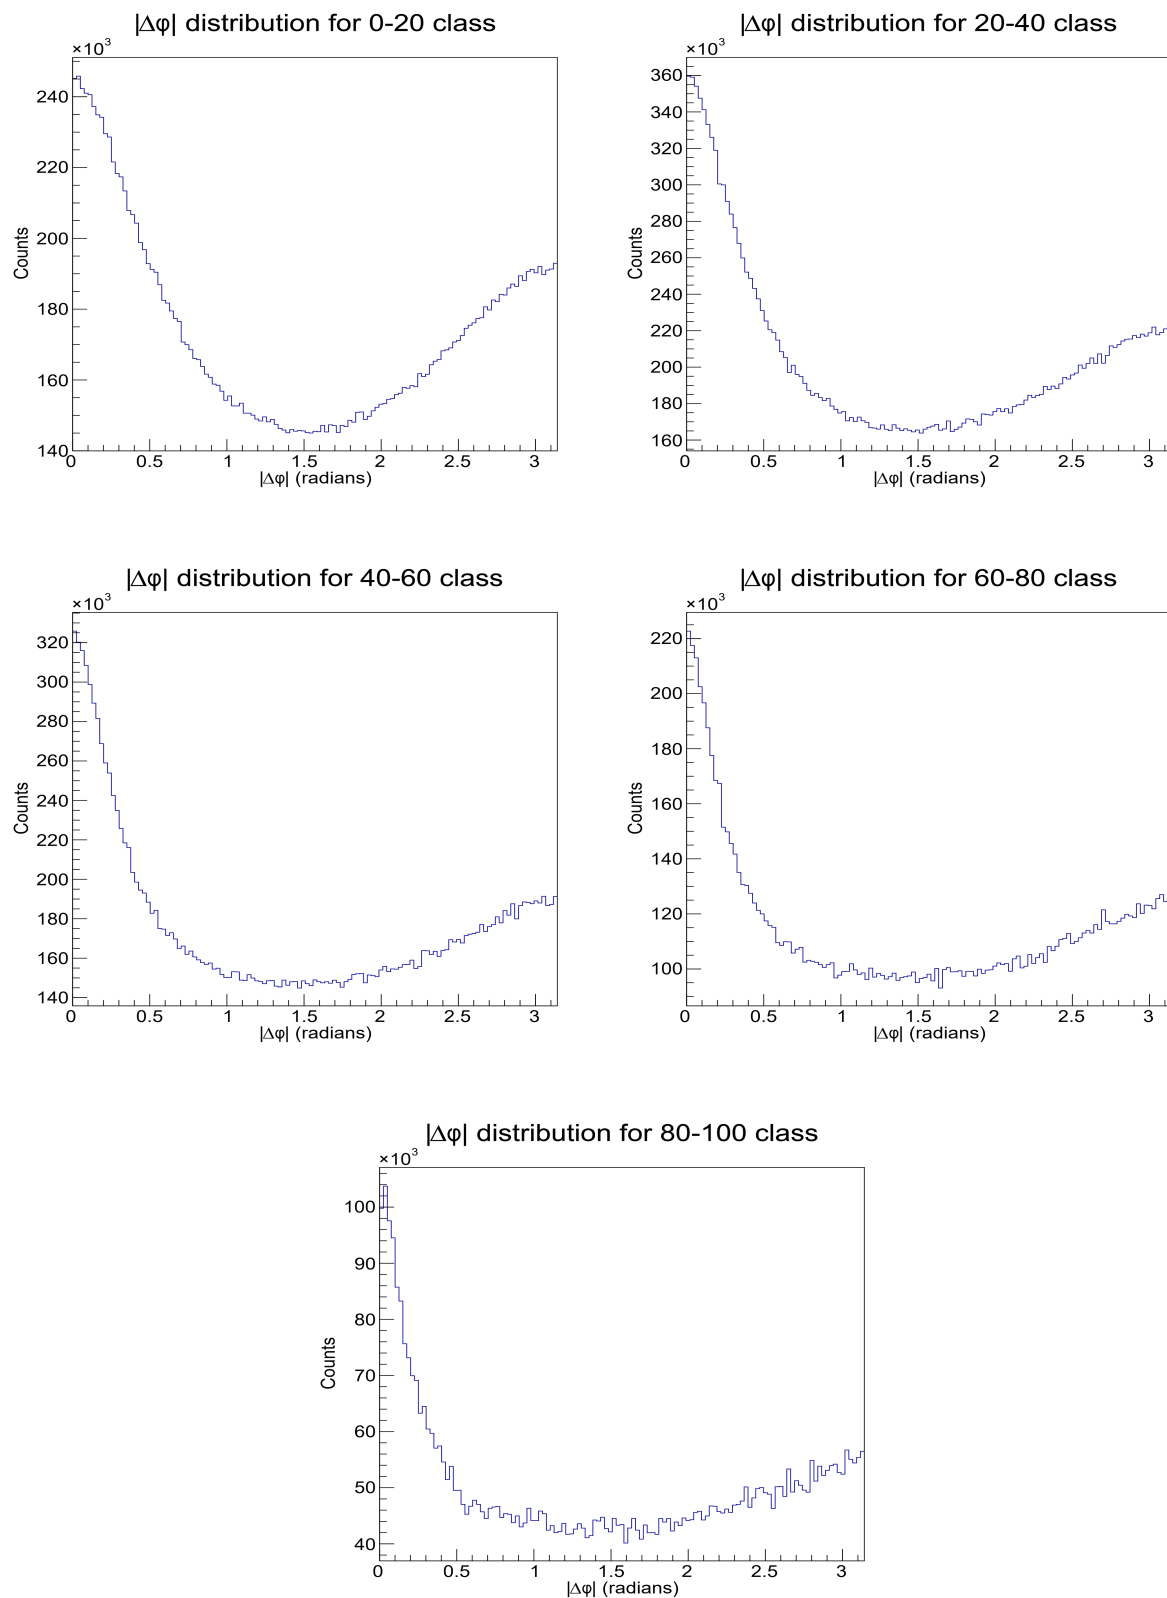 |Δφ| distribution for 0-20 class
×10³
240
220
200
180
160
140
Counts
0 0.5 1 1.5 2 2.5 3
|Δφ| (radians)
|Δφ| distribution for 20-40 class
×10³
360
340
320
300
280
260
240
220
200
180
160
Counts
0 0.5 1 1.5 2 2.5 3
|Δφ| (radians)
|Δφ| distribution for 40-60 class
×10³
320
300
280
260
240
220
200
180
160
140
Counts
0 0.5 1 1.5 2 2.5 3
|Δφ| (radians)
|Δφ| distribution for 60-80 class
×10³
220
200
180
160
140
120
100
Counts
0 0.5 1 1.5 2 2.5 3
|Δφ| (radians)
|Δφ| distribution for 80-100 class
×10³
100
90
80
70
60
50
40
Counts
0 0.5 1 1.5 2 2.5 3
|Δφ| (radians)